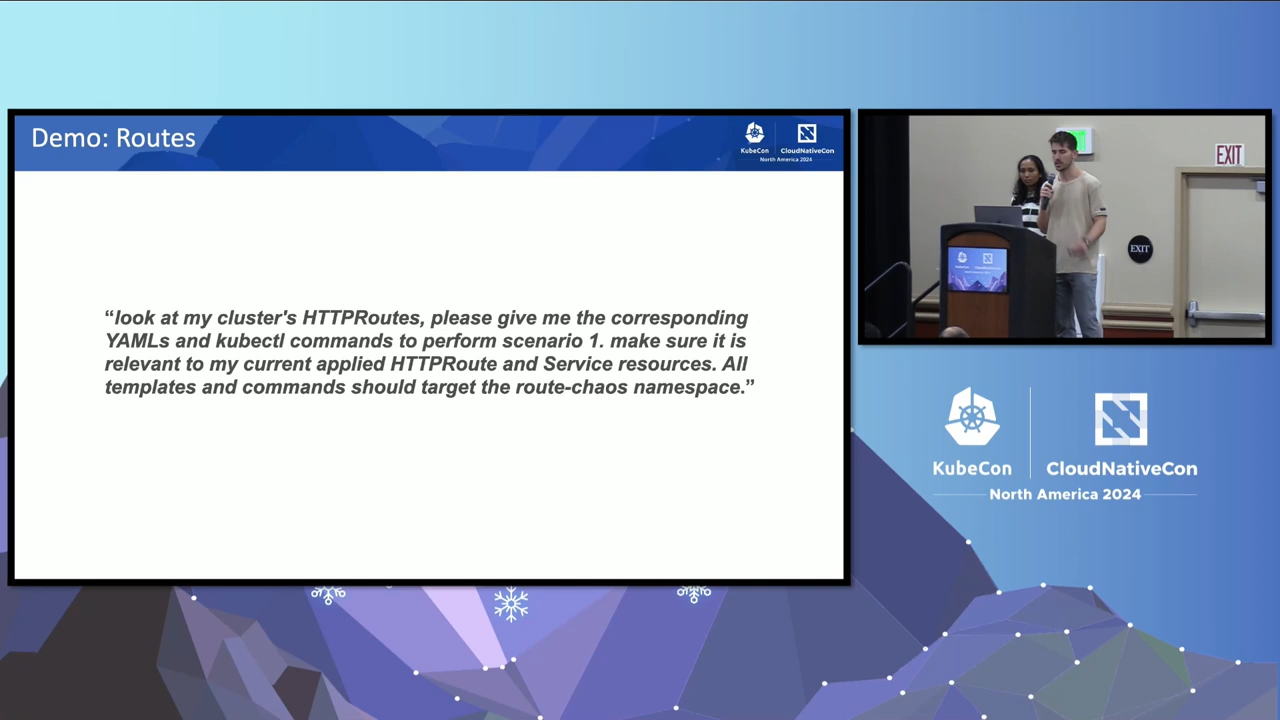 Demo: Routes
KubeCon
CloudNativeCon
North America 2024
“look at my cluster's HTTPRoutes, please give me the corresponding
YAMLs and kubectl commands to perform scenario 1. make sure it is
relevant to my current applied HTTPRoute and Service resources. All
templates and commands should target the route-chaos namespace.”
EXIT
EXIT
KubeCon
CloudNativeCon
North America 2024